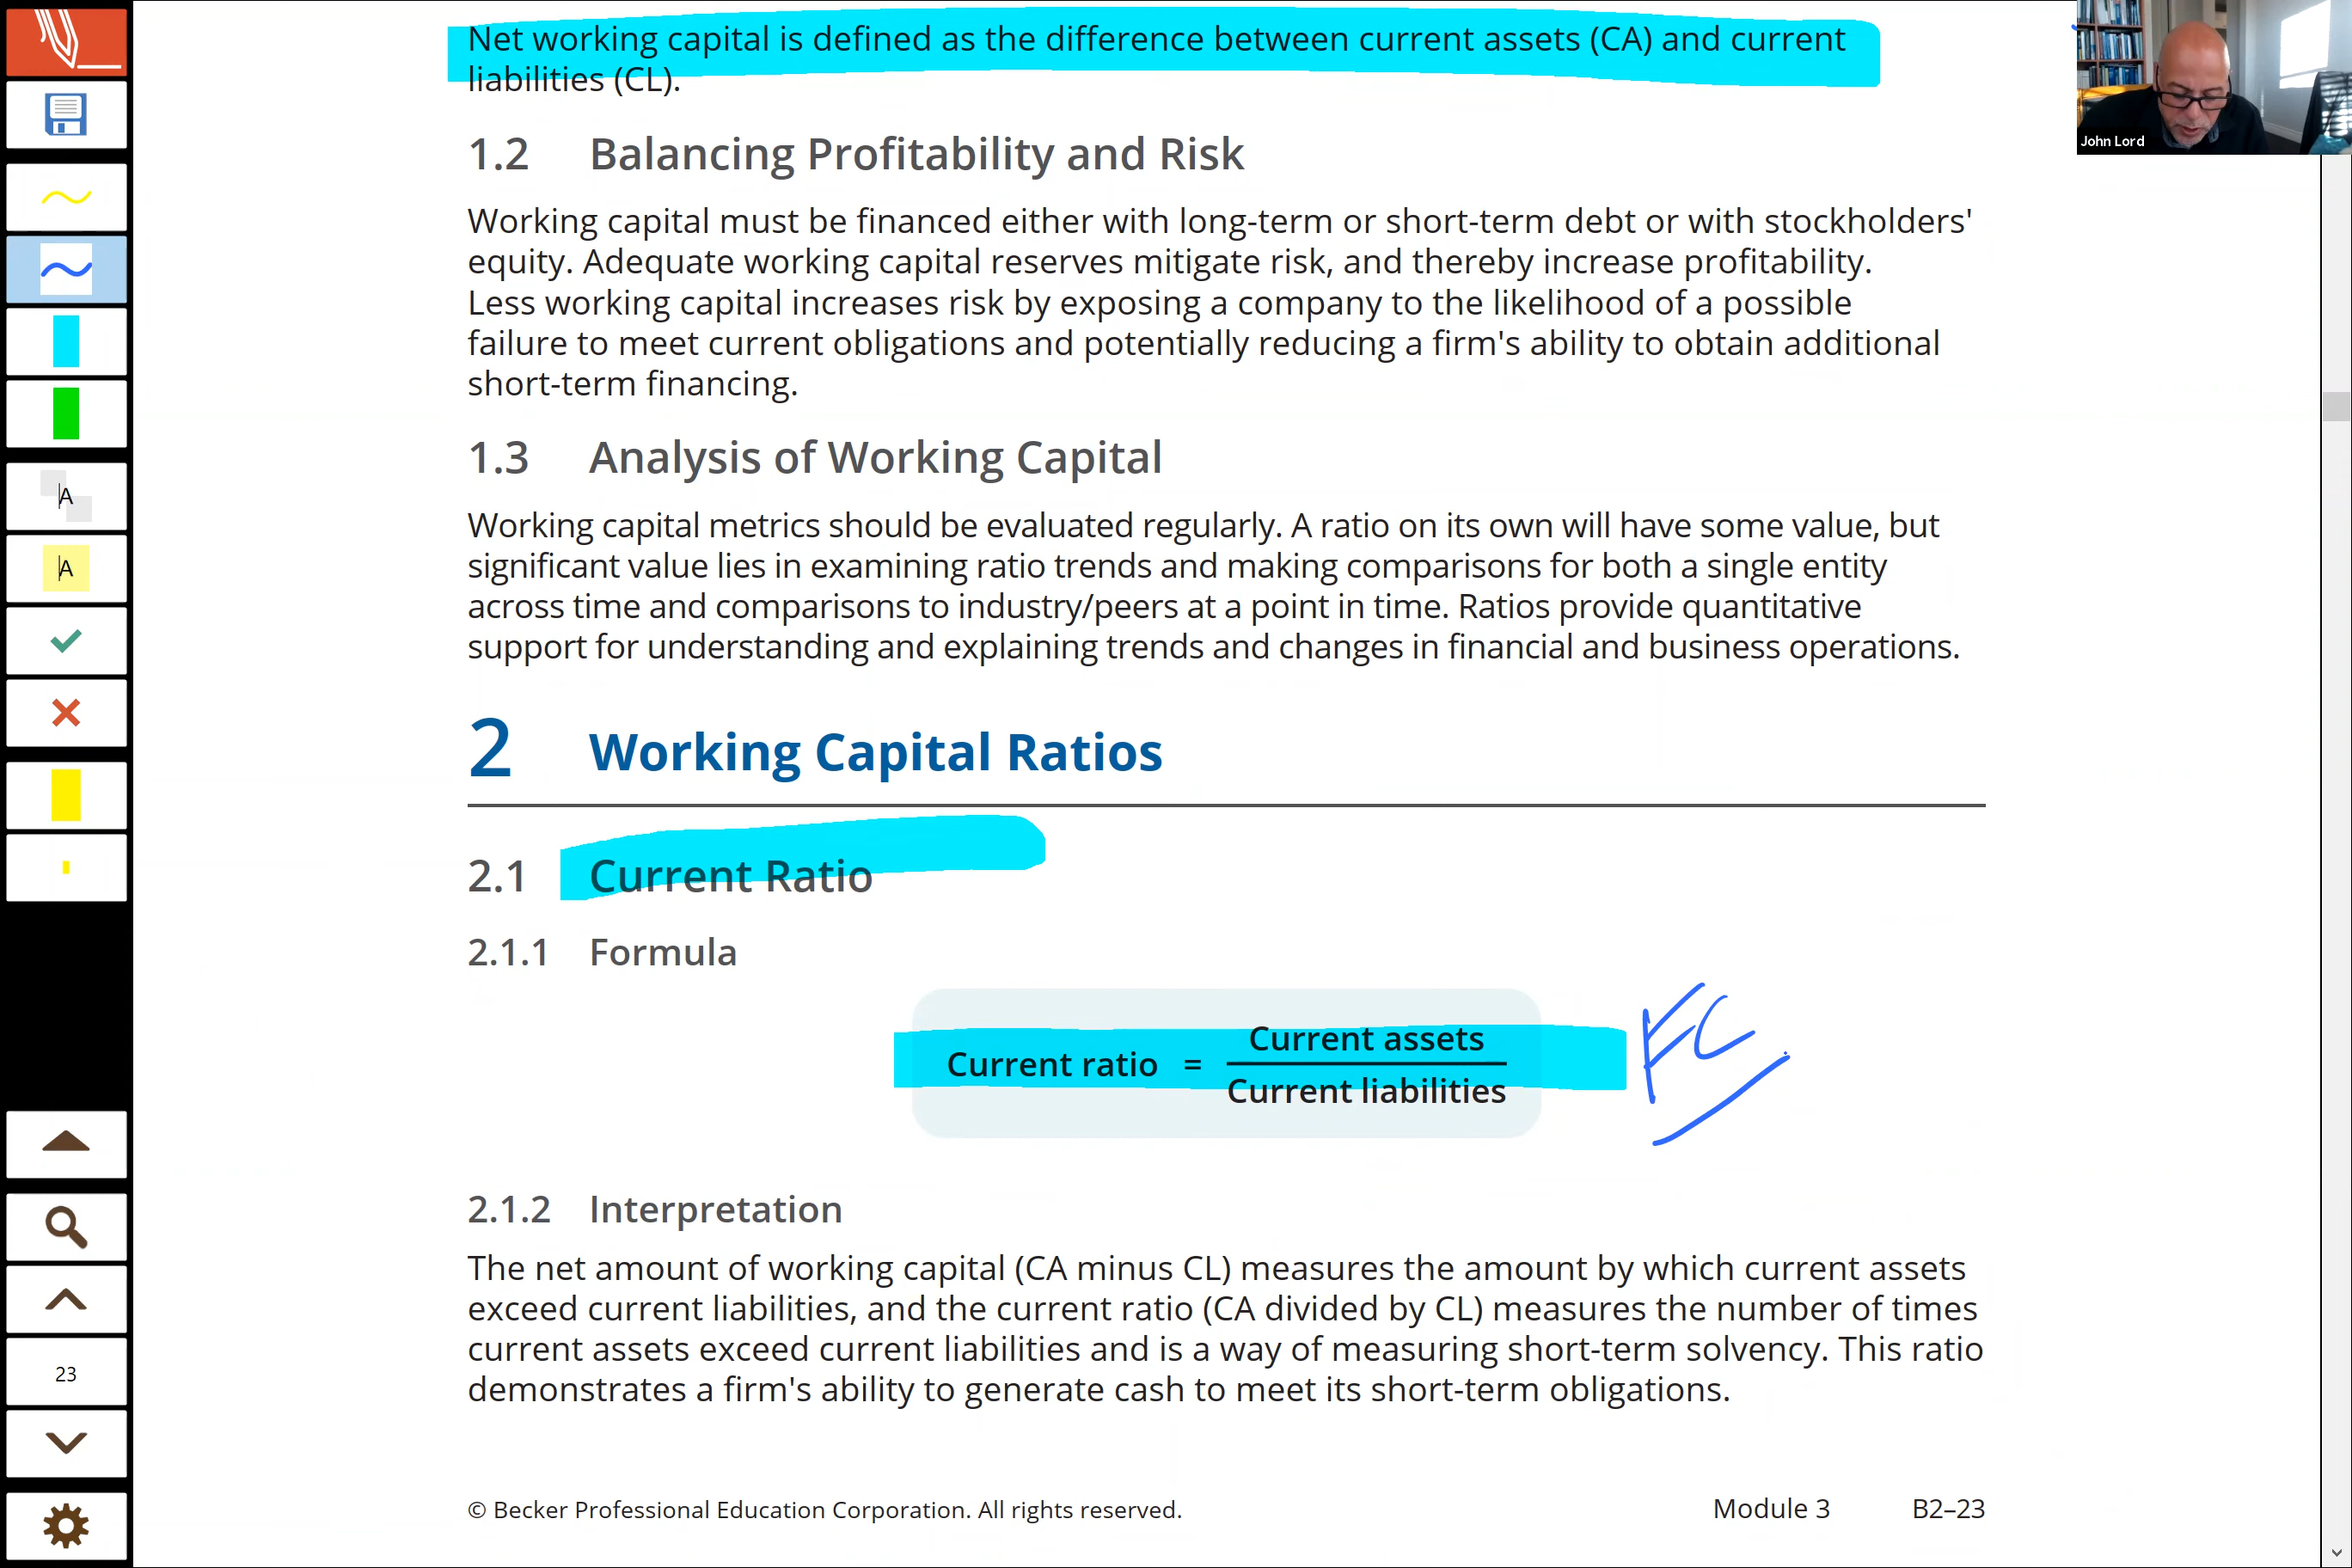 Net working capital is defined as the difference between current assets (CA) and current
liabilities (CL).
John Lord
1.2 Balancing Profitability and Risk
Working capital must be financed either with long-term or short-term debt or with stockholders'
equity. Adequate working capital reserves mitigate risk, and thereby increase profitability.
Less working capital increases risk by exposing a company to the likelihood of a possible
failure to meet current obligations and potentially reducing a firm's ability to obtain additional
short-term financing.
1.3 Analysis of Working Capital
Working capital metrics should be evaluated regularly. A ratio on its own will have some value, but
significant value lies in examining ratio trends and making comparisons for both a single entity
across time and comparisons to industry/peers at a point in time. Ratios provide quantitative
support for understanding and explaining trends and changes in financial and business operations.
2 Working Capital Ratios
2.1 Current Ratio
2.1.1 Formula
Current ratio = Current assets
Current liabilities
FC
2.1.2 Interpretation
The net amount of working capital (CA minus CL) measures the amount by which current assets
exceed current liabilities, and the current ratio (CA divided by CL) measures the number of times
current assets exceed current liabilities and is a way of measuring short-term solvency. This ratio
demonstrates a firm's ability to generate cash to meet its short-term obligations.
© Becker Professional Education Corporation. All rights reserved.
Module 3 B2–23
A
A
23